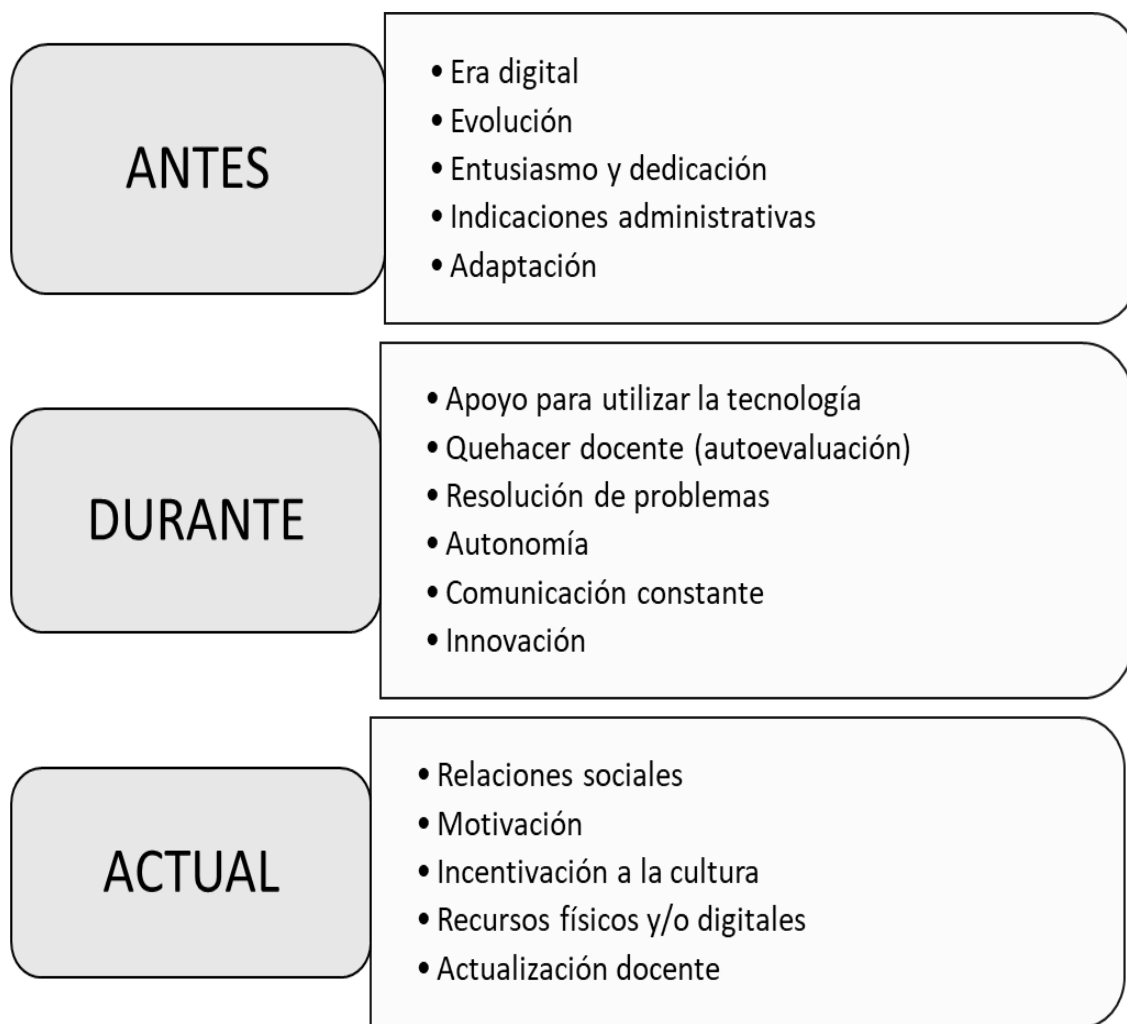 ANTES
• Era digital
• Evolución
• Entusiasmo y dedicación
• Indicaciones administrativas
• Adaptación
DURANTE
• Apoyo para utilizar la tecnología
• Quehacer docente (autoevaluación)
• Resolución de problemas
• Autonomía
• Comunicación constante
• Innovación
ACTUAL
• Relaciones sociales
• Motivación
• Incentivación a la cultura
• Recursos físicos y/o digitales
• Actualización docente